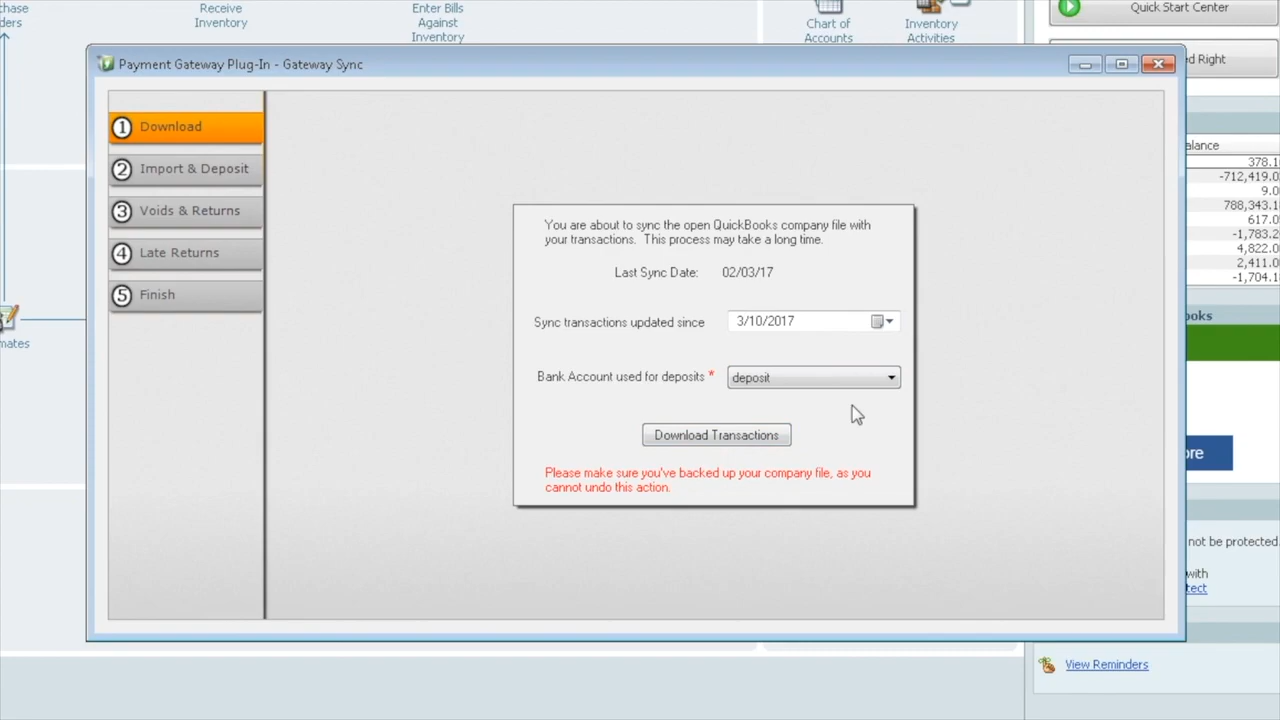 chase
ders
Receive
Inventory
Enter Bills
Against
Inventory
Chart of
Accounts
Inventory
Activities
Quick Start Center
ed Right
Payment Gateway Plug-In - Gateway Sync
1 Download
2 Import & Deposit
3 Voids & Returns
4 Late Returns
5 Finish
You are about to sync the open QuickBooks company file with
your transactions. This process may take a long time.
Last Sync Date: 02/03/17
Sync transactions updated since 3/10/2017
Bank Account used for deposits * deposit
Download Transactions
Please make sure you've backed up your company file, as you
cannot undo this action.
mates
alance
378.1
-712,419.0
9.0
788,343.1
617.0
-1,783.2
4,822.0
2,411.0
-1,704.1
ooks
ore
not be protected.
with
tect
View Reminders